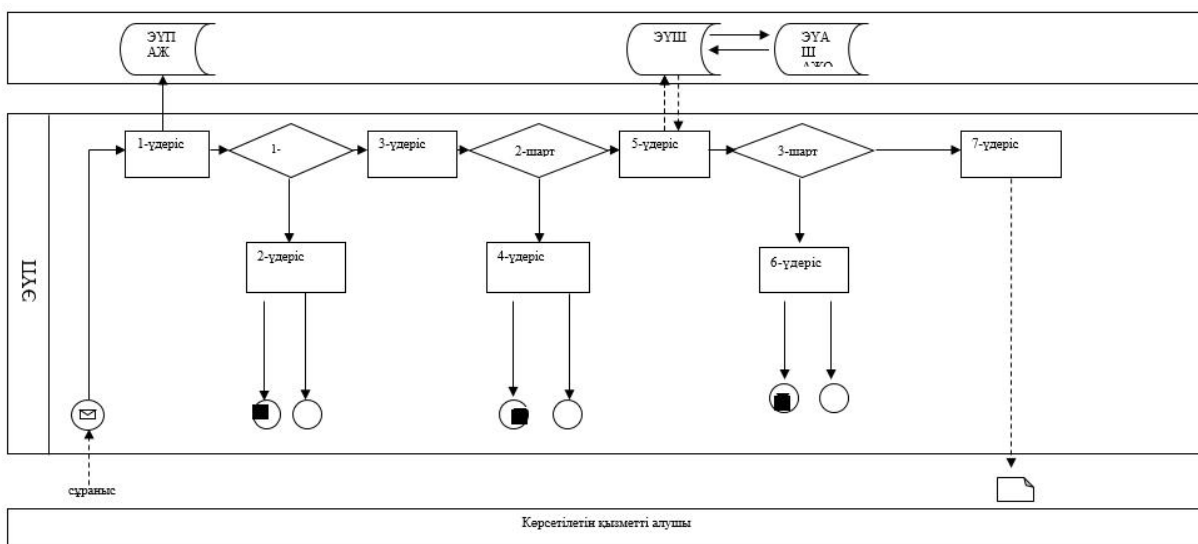 ЭҮП
АЖ
ЭҮШ
ЭҮА
Ш
АЖО
1-үдеріс
1-
3-үдеріс
2-шарт
5-үдеріс
3-шарт
7-үдеріс
2-үдеріс
4-үдеріс
6-үдеріс
ЭҮП
сұраныс
Көрсетілетін қызметті алушы